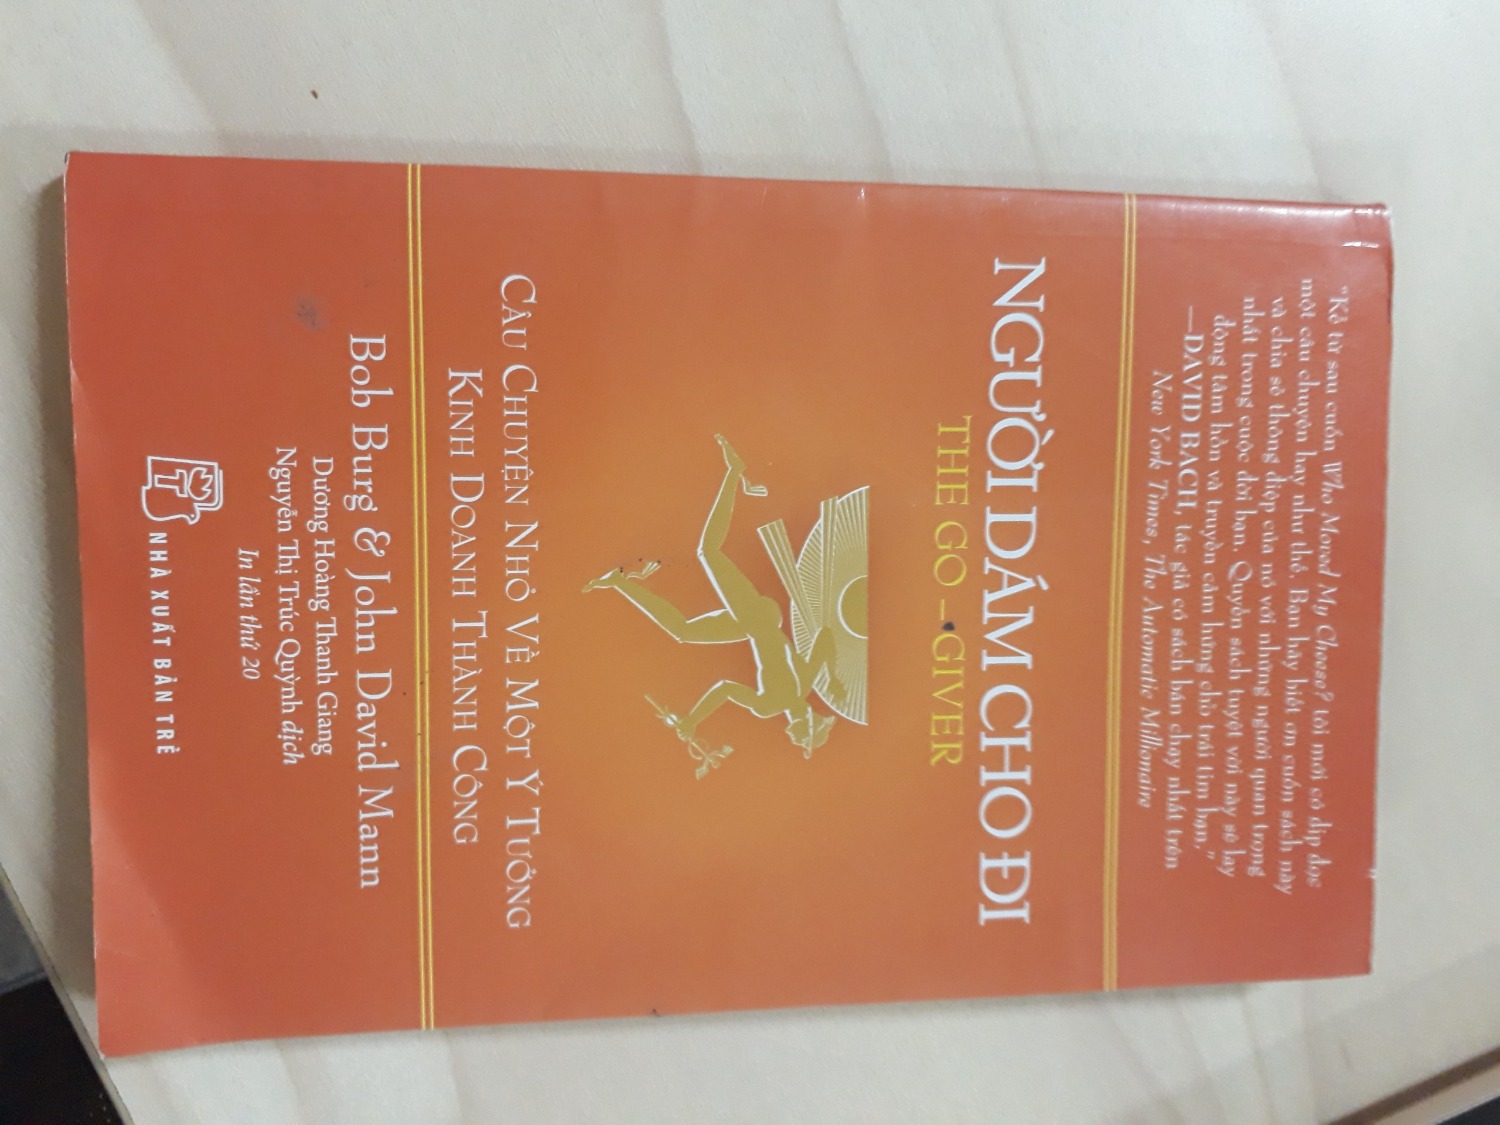 "Kể từ sau cuốn Who Moved My Cheese? tôi mới có dịp đọc
một câu chuyện hay như thế. Bạn hãy biết ơn cuốn sách này
và chia sẻ thông điệp của nó với những người quan trọng
nhất trong cuộc đời bạn. Quyển sách tuyệt vời này sẽ lay
động tâm hồn và truyền cảm hứng cho trái tim bạn."
—DAVID BACH, tác giả có sách bán chạy nhất trên
New York Times, The Automatic Millionaire
NGƯỜI DÁM CHO ĐI
THE GO – GIVER
CÂU CHUYỆN NHỎ VỀ MỘT Ý TƯỞNG
KINH DOANH THÀNH CÔNG
Bob Burg & John David Mann
Dương Hoàng Thanh Giang
Nguyễn Thị Trúc Quỳnh dịch
In lần thứ 20
T
NHÀ XUẤT BẢN TRẺ